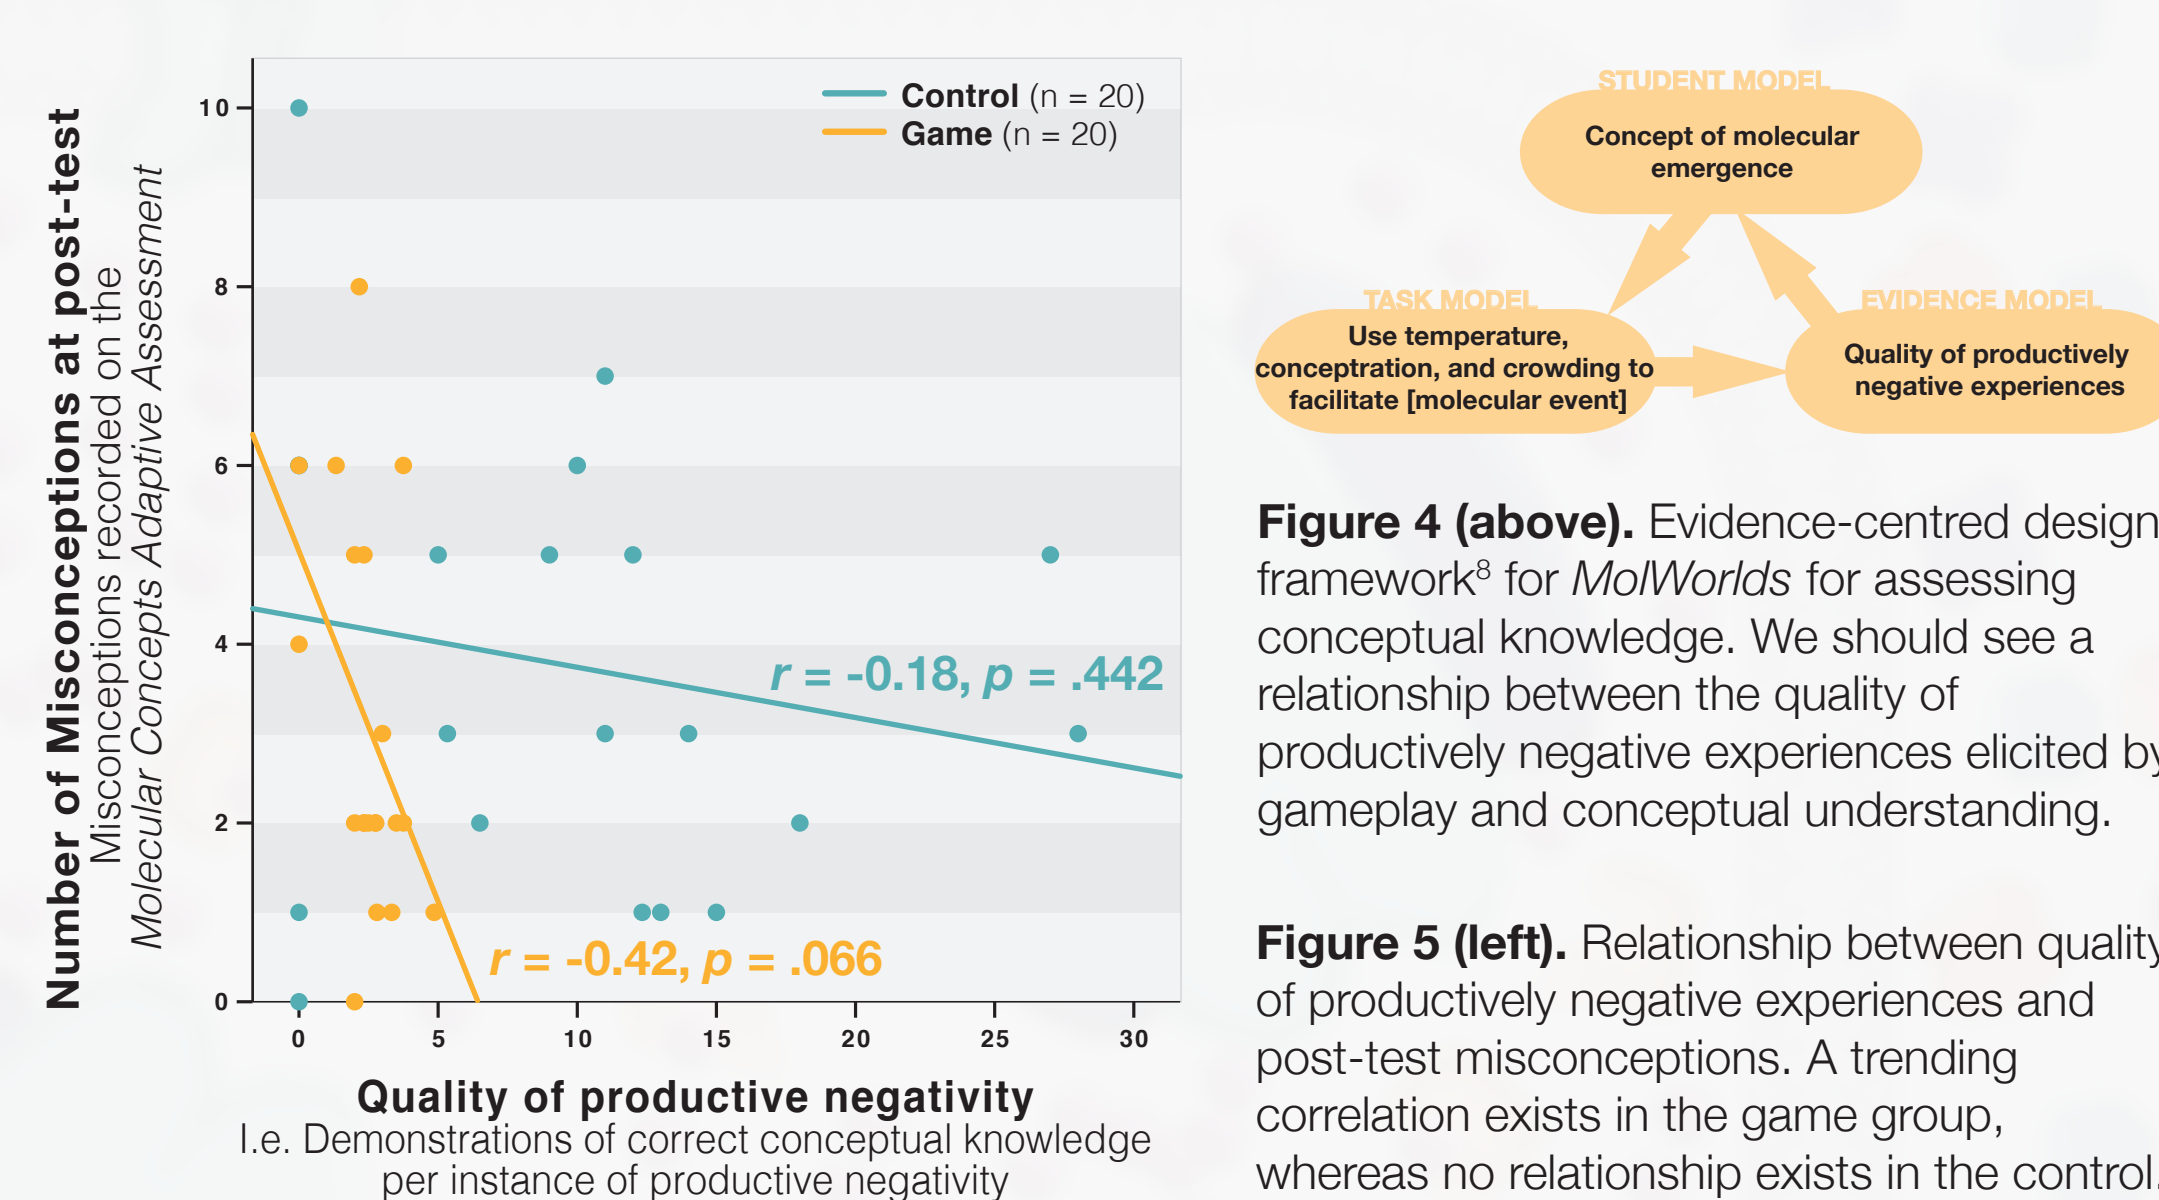 Number of Misconceptions at post-test
Misconceptions recorded on the
Molecular Concepts Adaptive Assessment
10
8
6
4
2
0
Control (n = 20)
Game (n = 20)
r = -0.18, p = .442
r = -0.42, p = .066
0 5 10 15 20 25 30
Quality of productive negativity
I.e. Demonstrations of correct conceptual knowledge
per instance of productive negativity
STUDENT MODEL
Concept of molecular
emergence
TASK MODEL
Use temperature,
conceptration, and crowding to
facilitate [molecular event]
EVIDENCE MODEL
Quality of productively
negative experiences
Figure 4 (above). Evidence-centred design
framework8 for MolWorlds for assessing
conceptual knowledge. We should see a
relationship between the quality of
productively negative experiences elicited by
gameplay and conceptual understanding.
Figure 5 (left). Relationship between quality
of productively negative experiences and
post-test misconceptions. A trending
correlation exists in the game group,
whereas no relationship exists in the control.